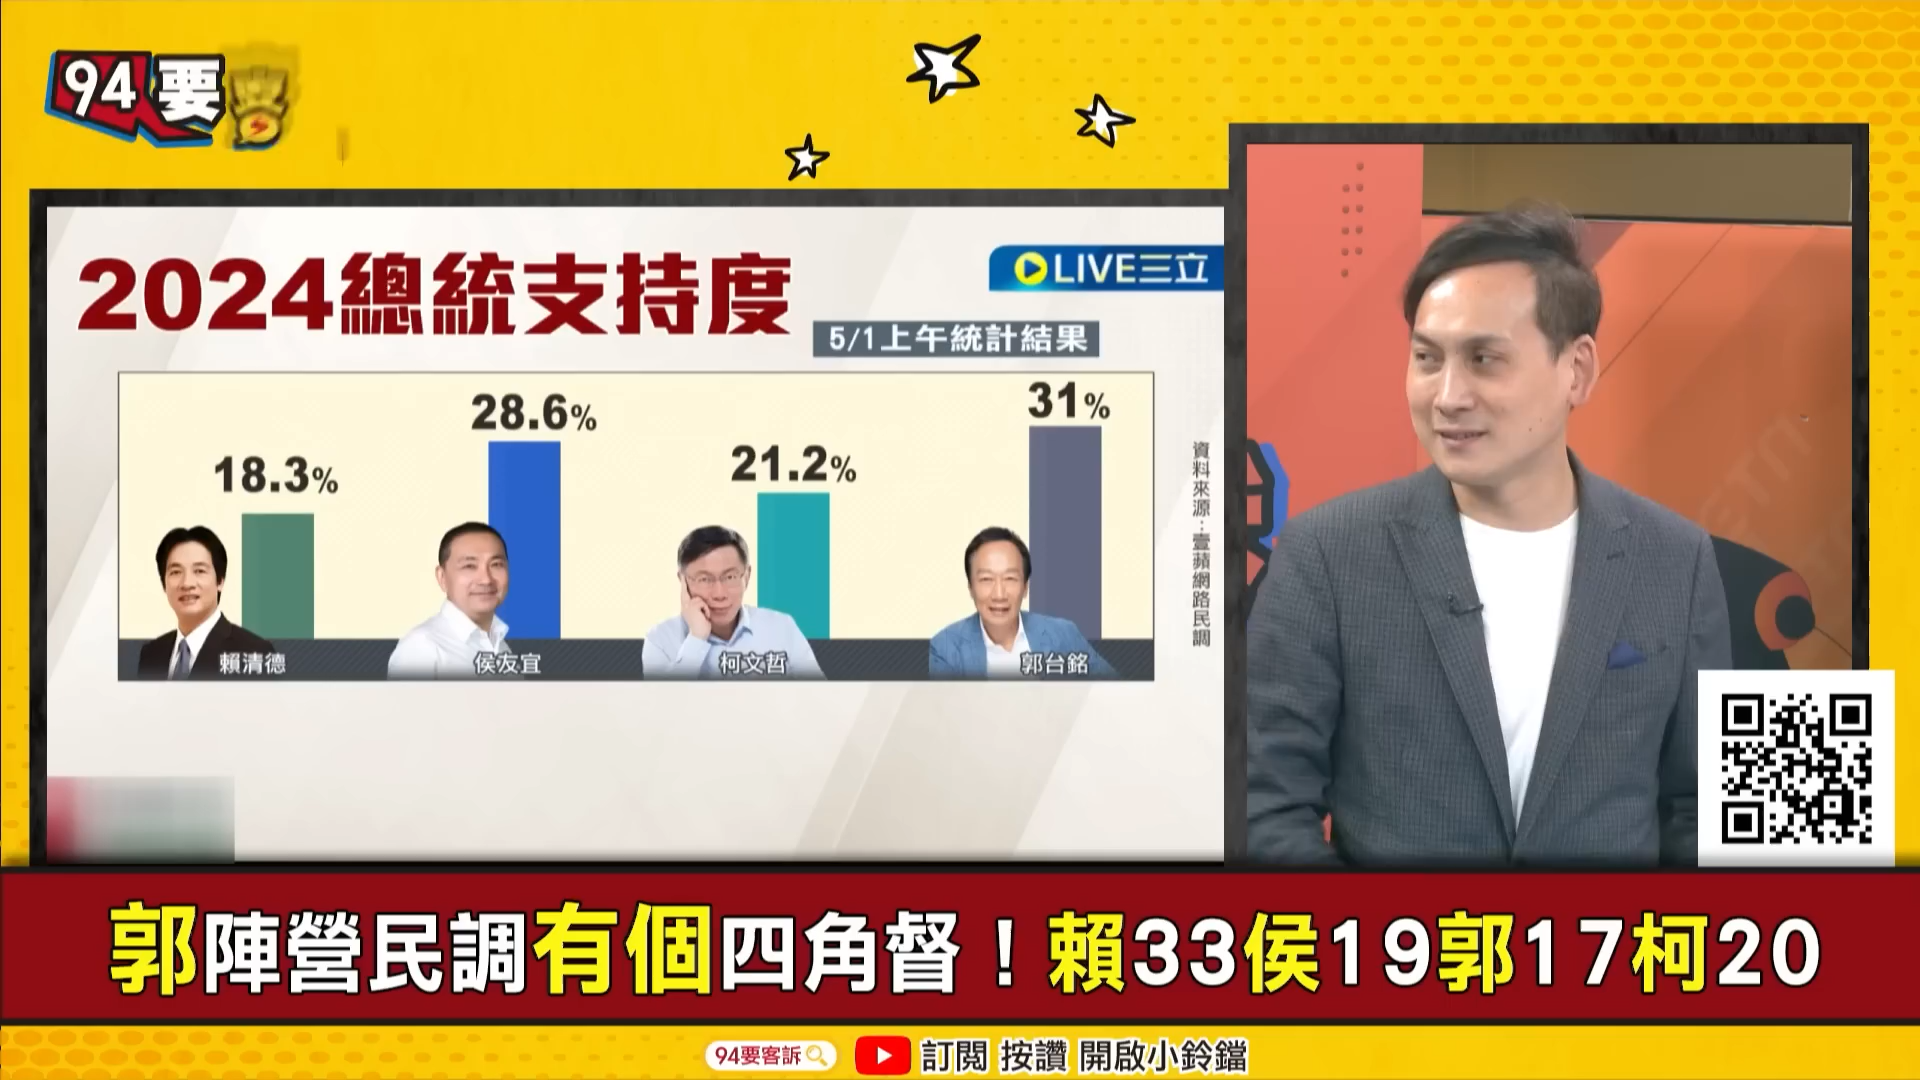 94要
2024總統支持度
LIVE三立
5/1上午統計結果
18.3%
28.6%
21.2%
31%
賴清德
侯友宜
柯文哲
郭台銘
資料來源:壹蘋網路民調
ETN
郭陣營民調有個四角督!賴33侯19郭17柯20
94要客訴
訂閱 按讚 開啟小鈴鐺